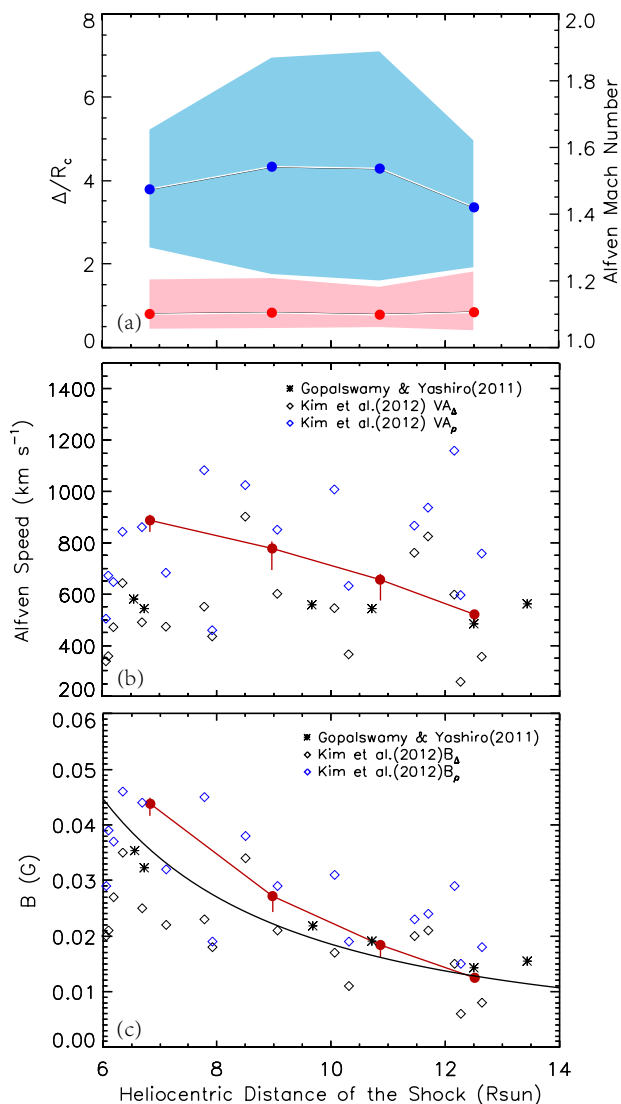 8 2.0
1.8
6
Δ/Rc
1.6
Alfven Mach Number
4
1.4
2
1.2
(a)
0 1.0
1400
✱ Gopalswamy & Yashiro(2011)
◇ Kim et al.(2012) VA_Δ
1200
◇ Kim et al.(2012) VA_ρ
Alfven Speed (km s⁻¹)
1000
800
600
400
(b)
200
0.06
✱ Gopalswamy & Yashiro(2011)
◇ Kim et al.(2012)B_Δ
0.05
◇ Kim et al.(2012)B_ρ
0.04
B (G)
0.03
0.02
0.01
(c)
0.00
6 8 10 12 14
Heliocentric Distance of the Shock (Rsun)